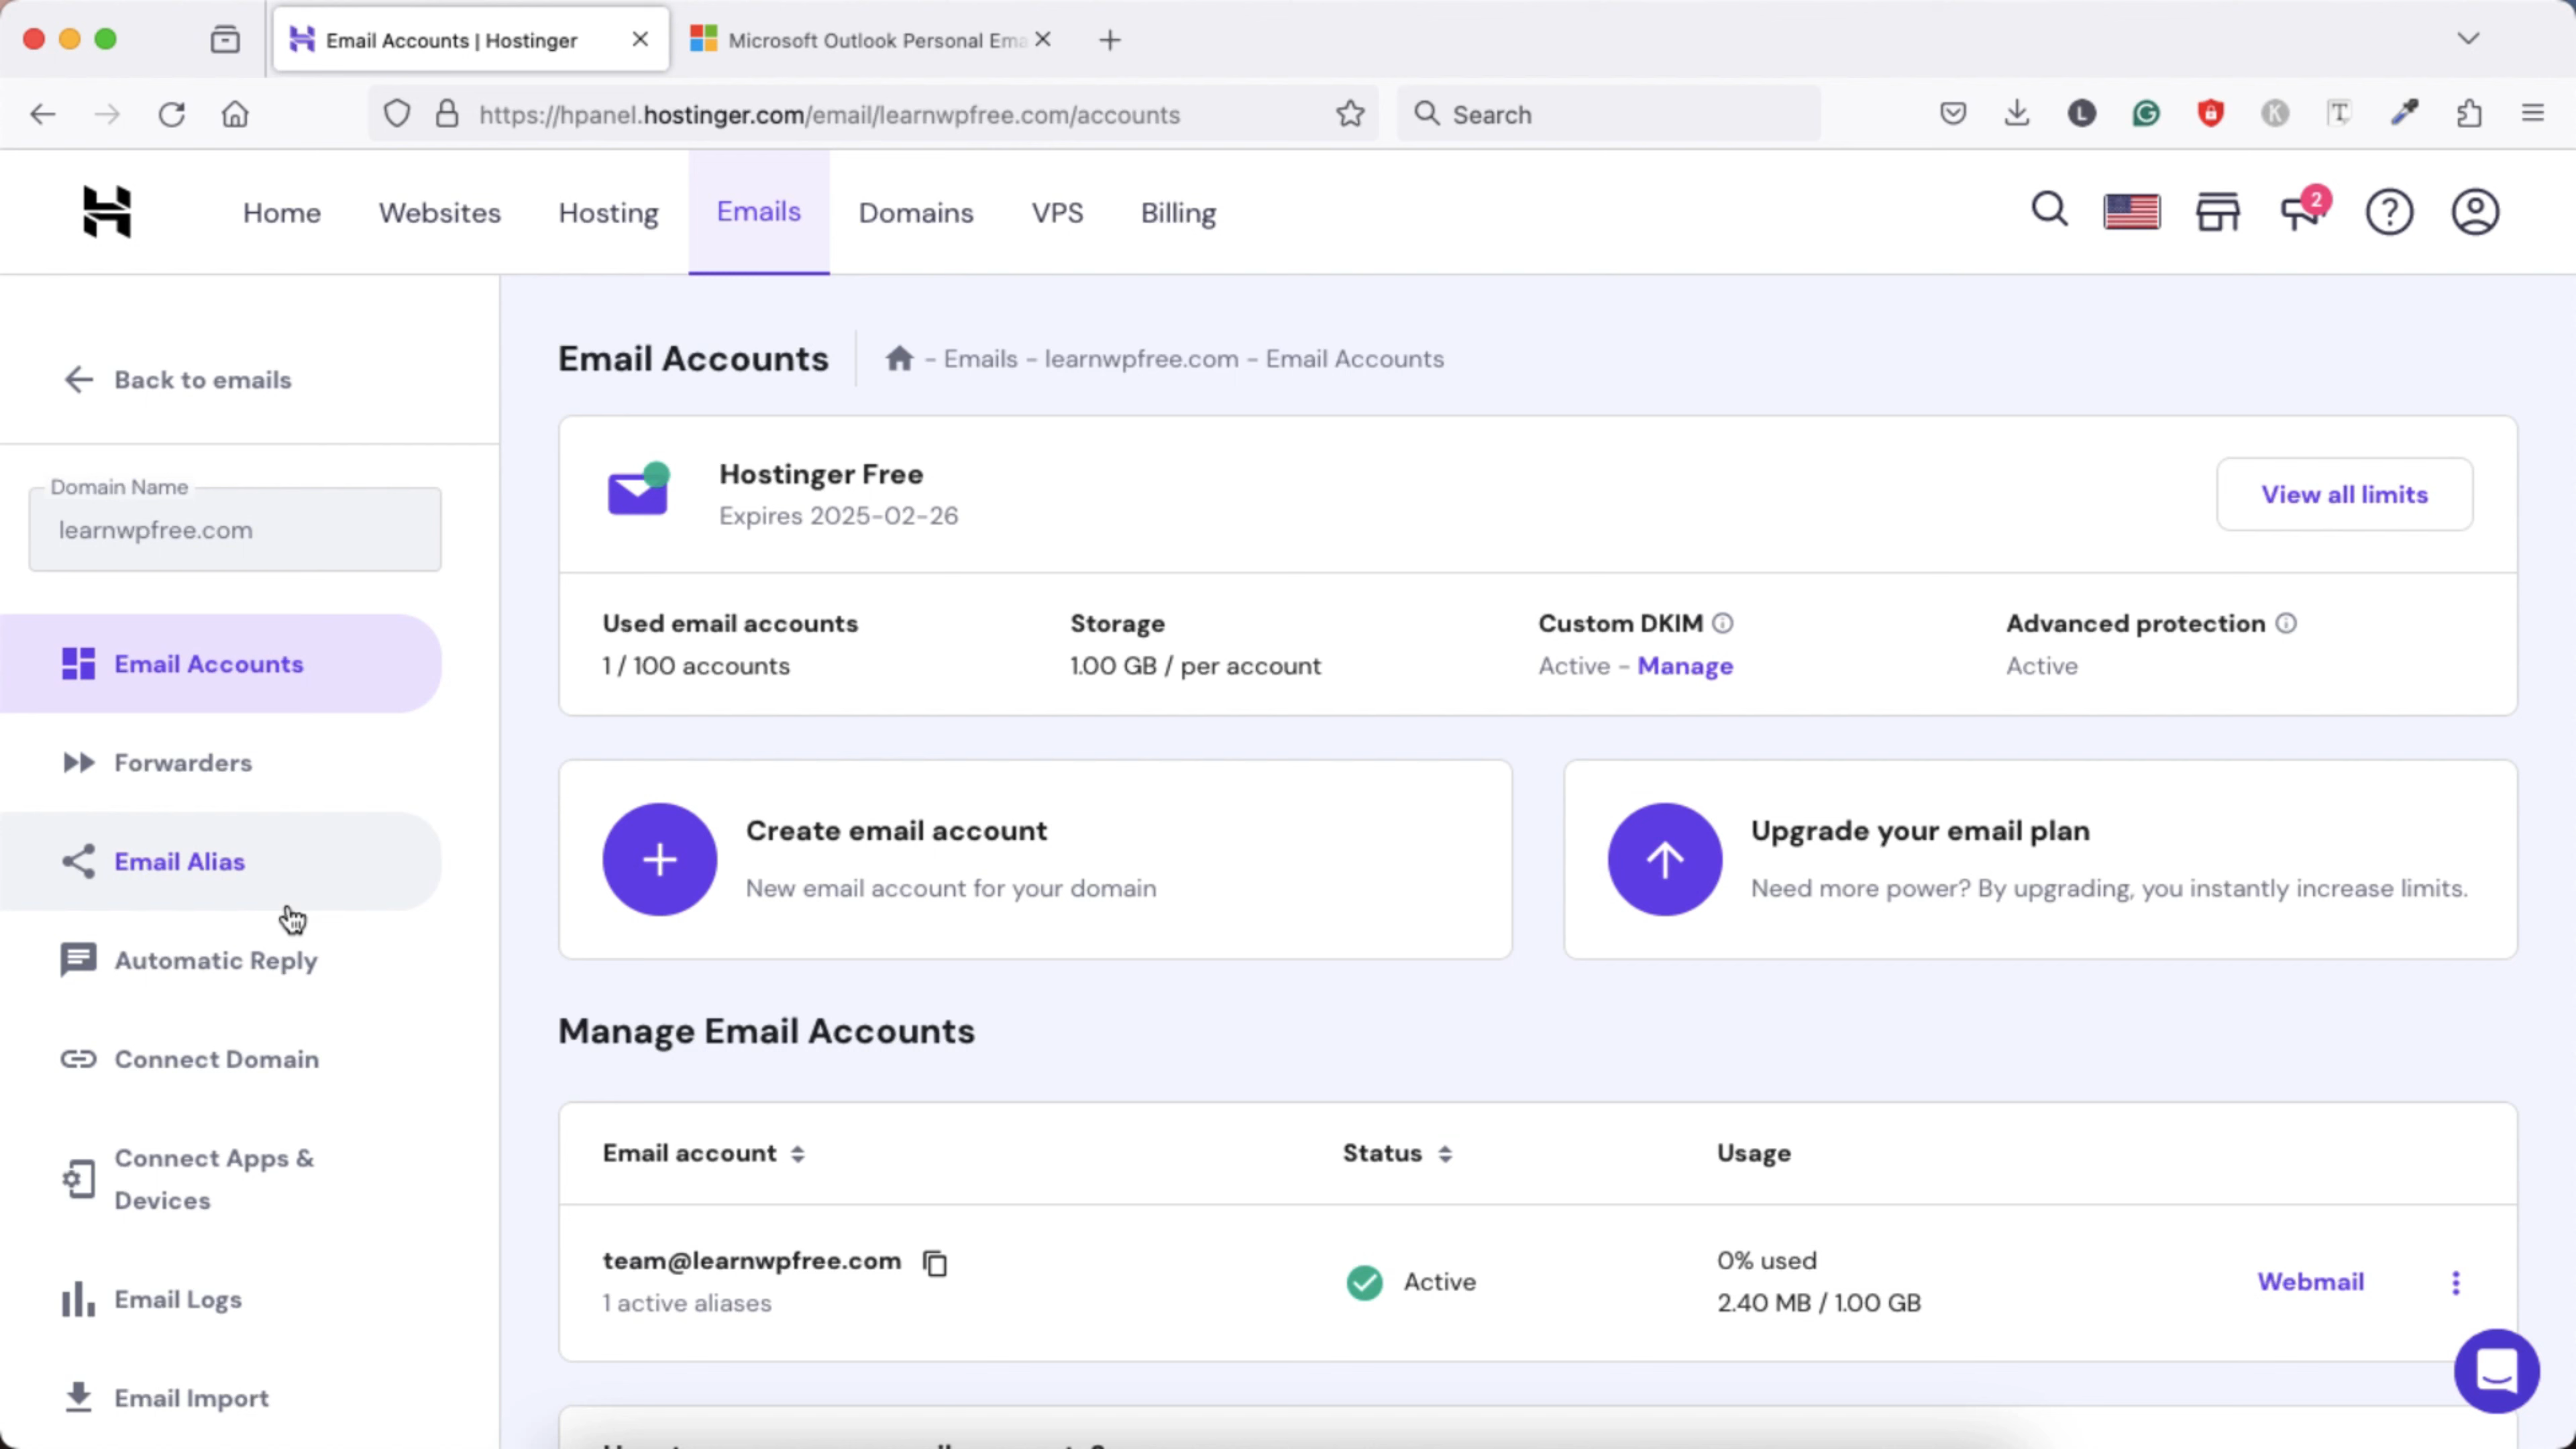 Email Accounts | Hostinger
Microsoft Outlook Personal Ema
https://hpanel.hostinger.com/email/learnwpfree.com/accounts
Search
Home
Websites
Hosting
Emails
Domains
VPS
Billing
2
Back to emails
Domain Name
learnwpfree.com
Email Accounts
Forwarders
Email Alias
Automatic Reply
Connect Domain
Connect Apps &
Devices
Email Logs
Email Import
Email Accounts
- Emails - learnwpfree.com - Email Accounts
Hostinger Free
Expires 2025-02-26
View all limits
Used email accounts
1 / 100 accounts
Storage
1.00 GB / per account
Custom DKIM
Active - Manage
Advanced protection
Active
Create email account
New email account for your domain
Upgrade your email plan
Need more power? By upgrading, you instantly increase limits.
Manage Email Accounts
Email account
Status
Usage
team@learnwpfree.com
1 active aliases
Active
0% used
2.40 MB / 1.00 GB
Webmail